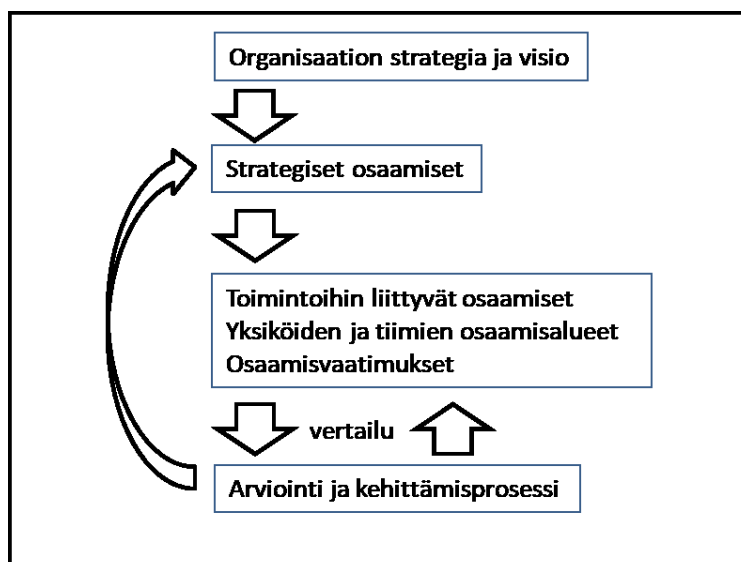 Organisaation strategia ja visio
Strategiset osaamiset
Toimintoihin liittyvät osaamiset
Yksiköiden ja tiimien osaamisalueet
Osaamisvaatimukset
vertailu
Arviointi ja kehittämisprosessi